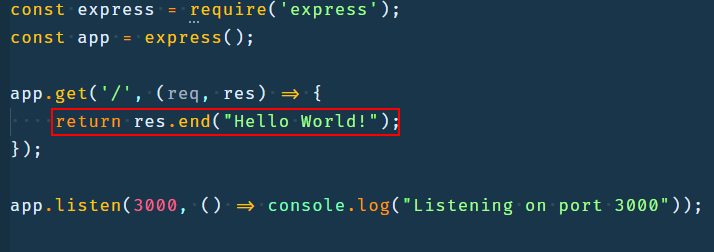 const express = require('express');
const app = express();
app.get('/', (req, res) => {
return res.end("Hello World!");
});
app.listen(3000, () => console.log("Listening on port 3000"));